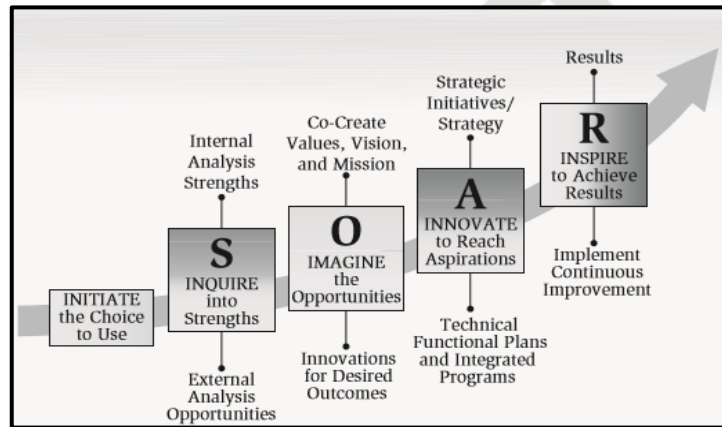 INITIATE
the Choice
to Use
Internal
Analysis
Strengths
S
INQUIRE
into
Strengths
External
Analysis
Opportunities
Co-Create
Values, Vision,
and Mission
O
IMAGINE
the
Opportunities
Innovations
for Desired
Outcomes
Strategic
Initiatives/
Strategy
A
INNOVATE
to Reach
Aspirations
Technical
Functional Plans
and Integrated
Programs
Results
R
INSPIRE
to Achieve
Results
Implement
Continuous
Improvement